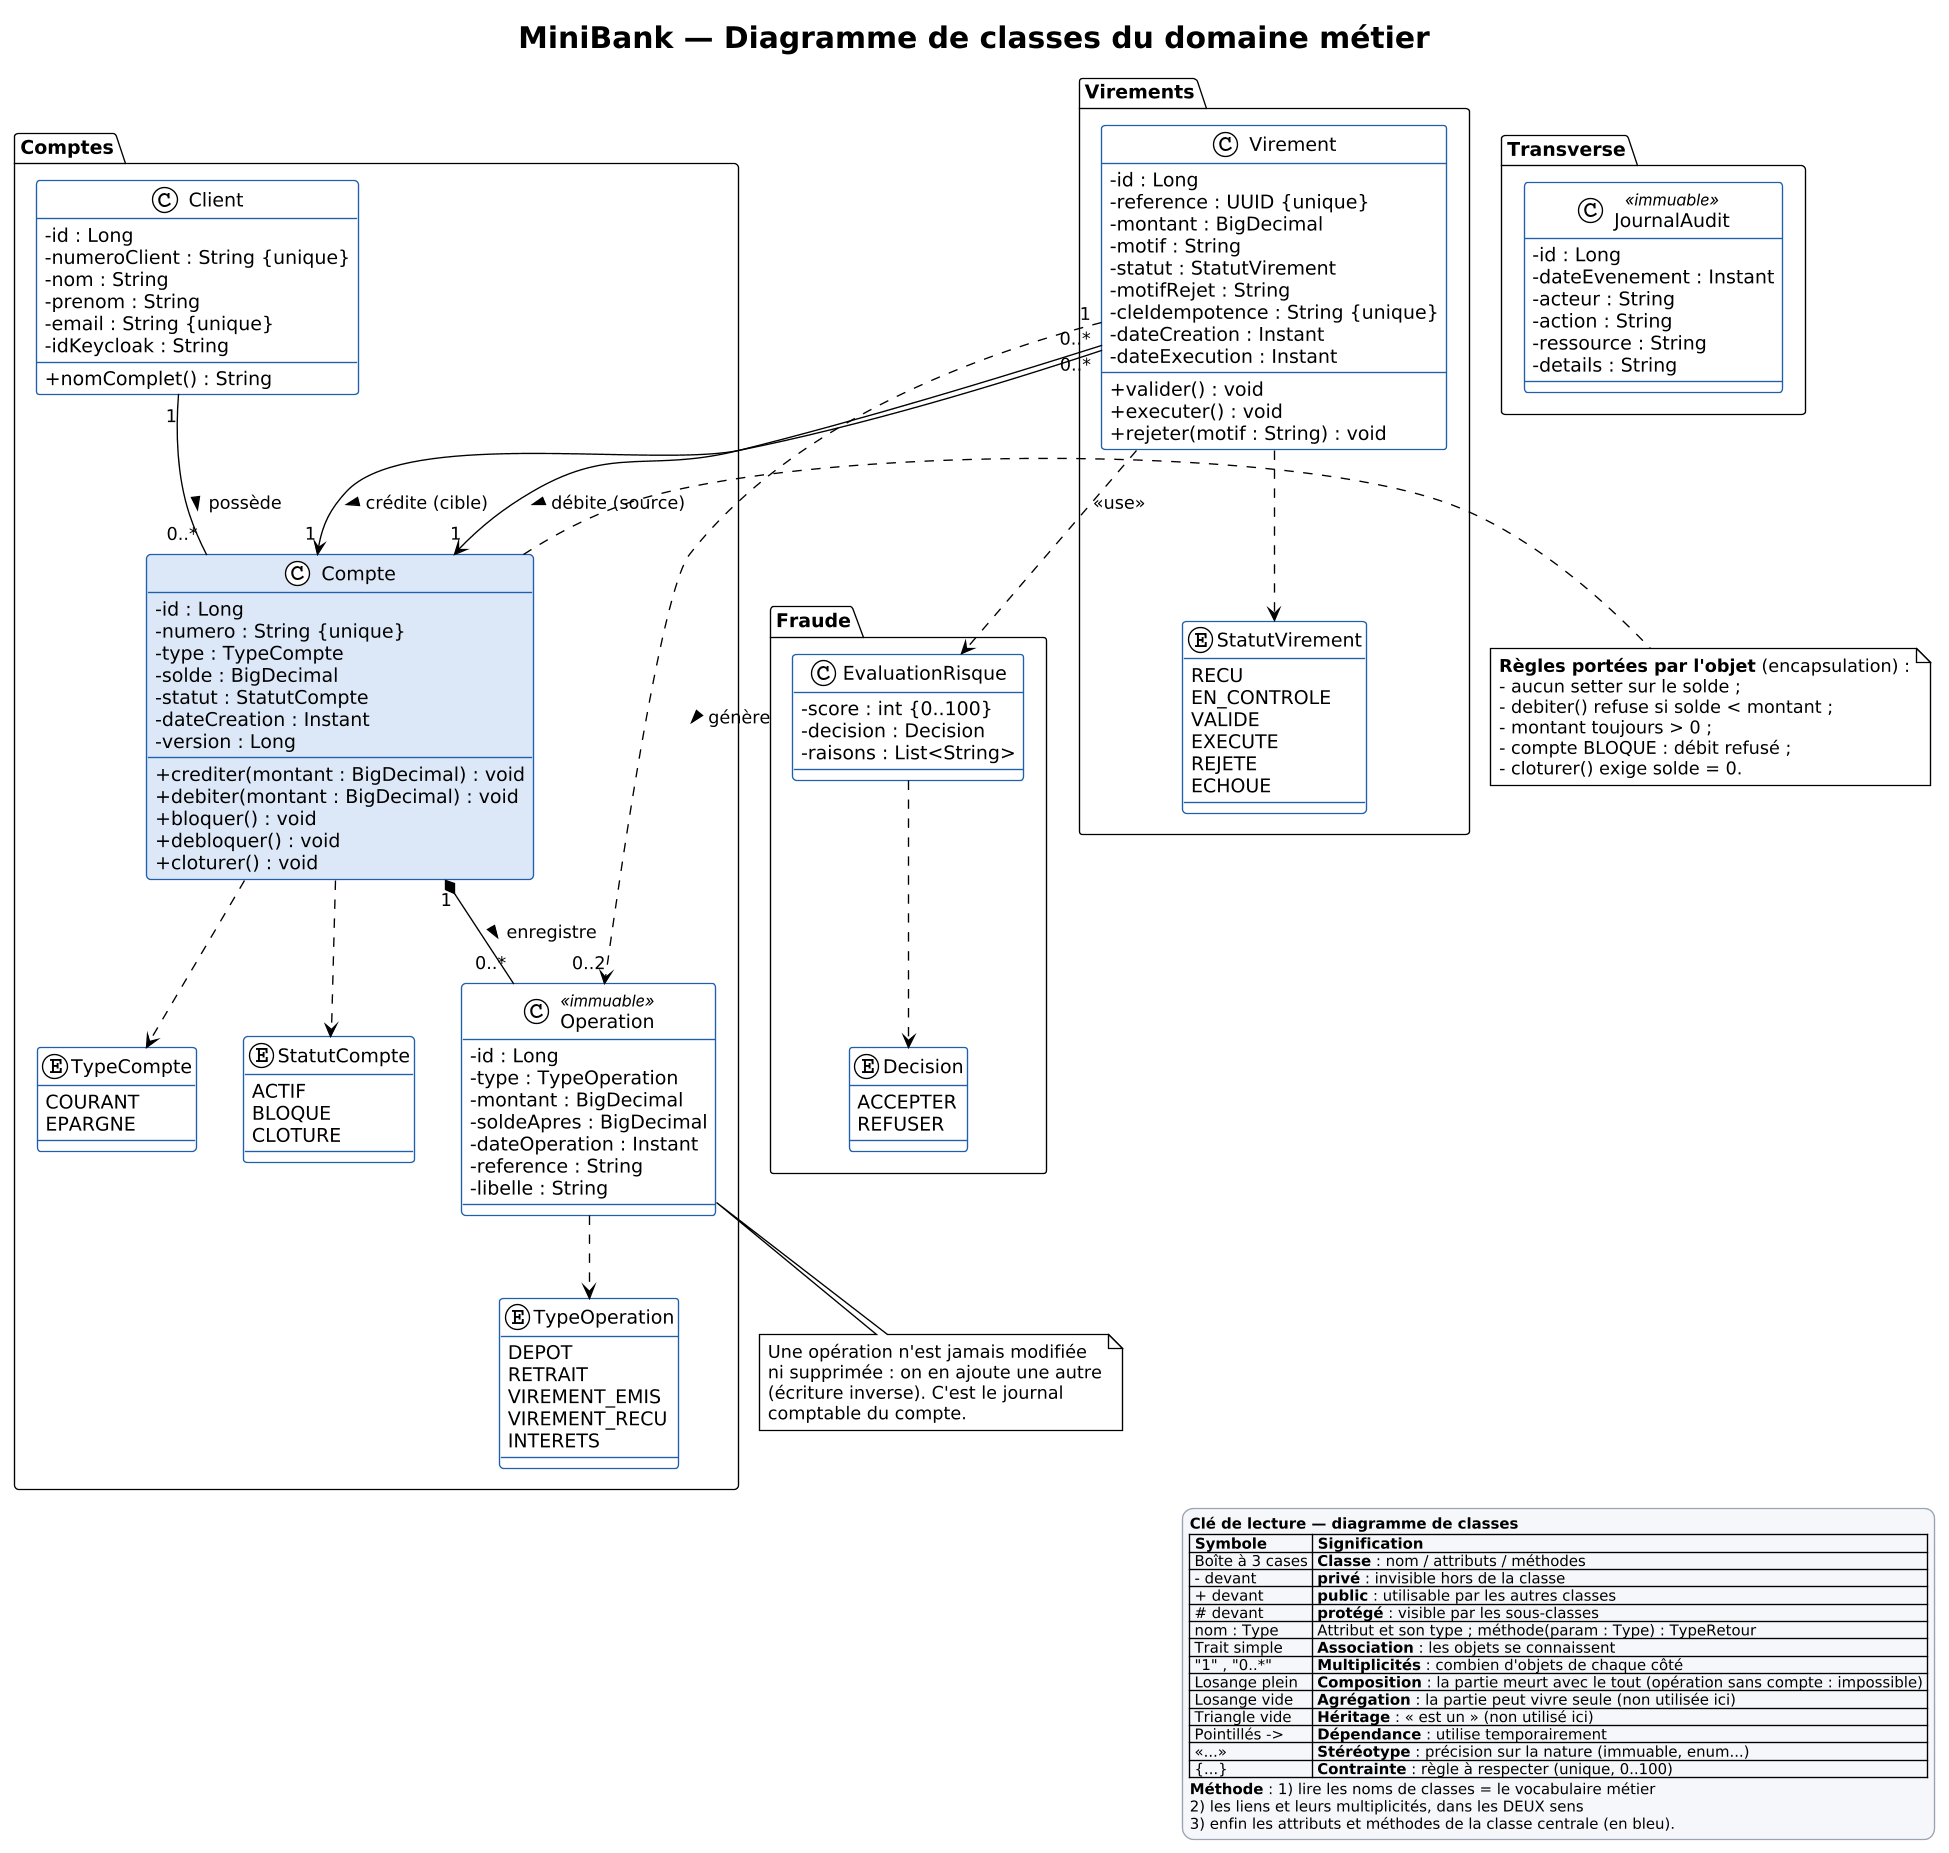 MiniBank — Diagramme de classes du domaine métier
Comptes
Client
-id : Long
-numeroClient : String {unique}
-nom : String
-prenom : String
-email : String {unique}
-idKeycloak : String
+nomComplet() : String
Virements
Virement
-id : Long
-reference : UUID {unique}
-montant : BigDecimal
-motif : String
-statut : StatutVirement
-motifRejet : String
-cleIdempotence : String {unique}
-dateCreation : Instant
-dateExecution : Instant
+valider() : void
+executer() : void
+rejeter(motif : String) : void
Transverse
«immuable»
JournalAudit
-id : Long
-dateEvenement : Instant
-acteur : String
-action : String
-ressource : String
-details : String
1
0..*
0..*
1
possède
crédite (cible)
débite (source)
«use»
0..*
1
1
Compte
-id : Long
-numero : String {unique}
-type : TypeCompte
-solde : BigDecimal
-statut : StatutCompte
-dateCreation : Instant
-version : Long
+crediter(montant : BigDecimal) : void
+debiter(montant : BigDecimal) : void
+bloquer() : void
+debloquer() : void
+cloturer() : void
génère
Fraude
EvaluationRisque
-score : int {0..100}
-decision : Decision
-raisons : List<String>
StatutVirement
RECU
EN_CONTROLE
VALIDE
EXECUTE
REJETE
ECHOUE
Règles portées par l'objet (encapsulation) :
- aucun setter sur le solde ;
- debiter() refuse si solde < montant ;
- montant toujours > 0 ;
- compte BLOQUE : débit refusé ;
- cloturer() exige solde = 0.
1
enregistre
0..*
0..2
TypeCompte
COURANT
EPARGNE
StatutCompte
ACTIF
BLOQUE
CLOTURE
«immuable»
Operation
-id : Long
-type : TypeOperation
-montant : BigDecimal
-soldeApres : BigDecimal
-dateOperation : Instant
-reference : String
-libelle : String
Decision
ACCEPTER
REFUSER
TypeOperation
DEPOT
RETRAIT
VIREMENT_EMIS
VIREMENT_RECU
INTERETS
Une opération n'est jamais modifiée
ni supprimée : on en ajoute une autre
(écriture inverse). C'est le journal
comptable du compte.
Clé de lecture — diagramme de classes
Symbole Signification
Boîte à 3 cases Classe : nom / attributs / méthodes
- devant privé : invisible hors de la classe
+ devant public : utilisable par les autres classes
# devant protégé : visible par les sous-classes
nom : Type Attribut et son type ; méthode(param : Type) : TypeRetour
Trait simple Association : les objets se connaissent
"1" , "0..*" Multiplicités : combien d'objets de chaque côté
Losange plein Composition : la partie meurt avec le tout (opération sans compte : impossible)
Losange vide Agrégation : la partie peut vivre seule (non utilisée ici)
Triangle vide Héritage : « est un » (non utilisé ici)
Pointillés -> Dépendance : utilise temporairement
«...» Stéréotype : précision sur la nature (immuable, enum...)
{...} Contrainte : règle à respecter (unique, 0..100)
Méthode : 1) lire les noms de classes = le vocabulaire métier
2) les liens et leurs multiplicités, dans les DEUX sens
3) enfin les attributs et méthodes de la classe centrale (en bleu).